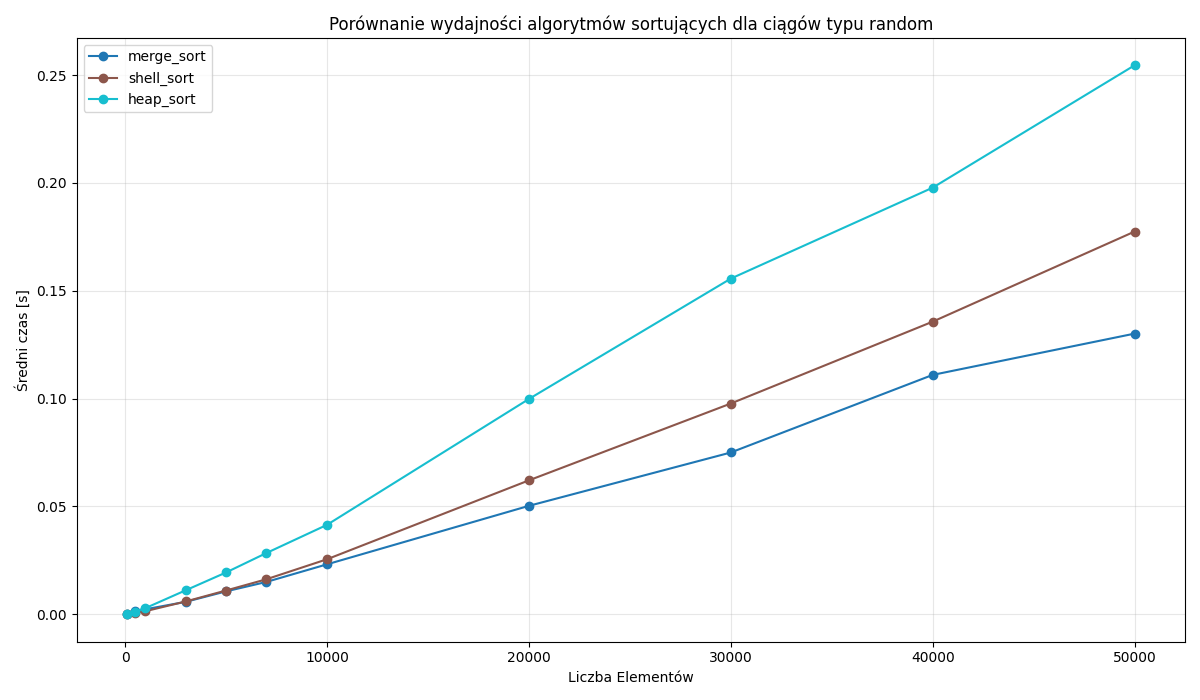 Porównanie wydajności algorytmów sortujących dla ciągów typu random
merge_sort
shell_sort
heap_sort
0.25
0.20
0.15
0.10
0.05
0.00
Średni czas [s]
0 10000 20000 30000 40000 50000
Liczba Elementów